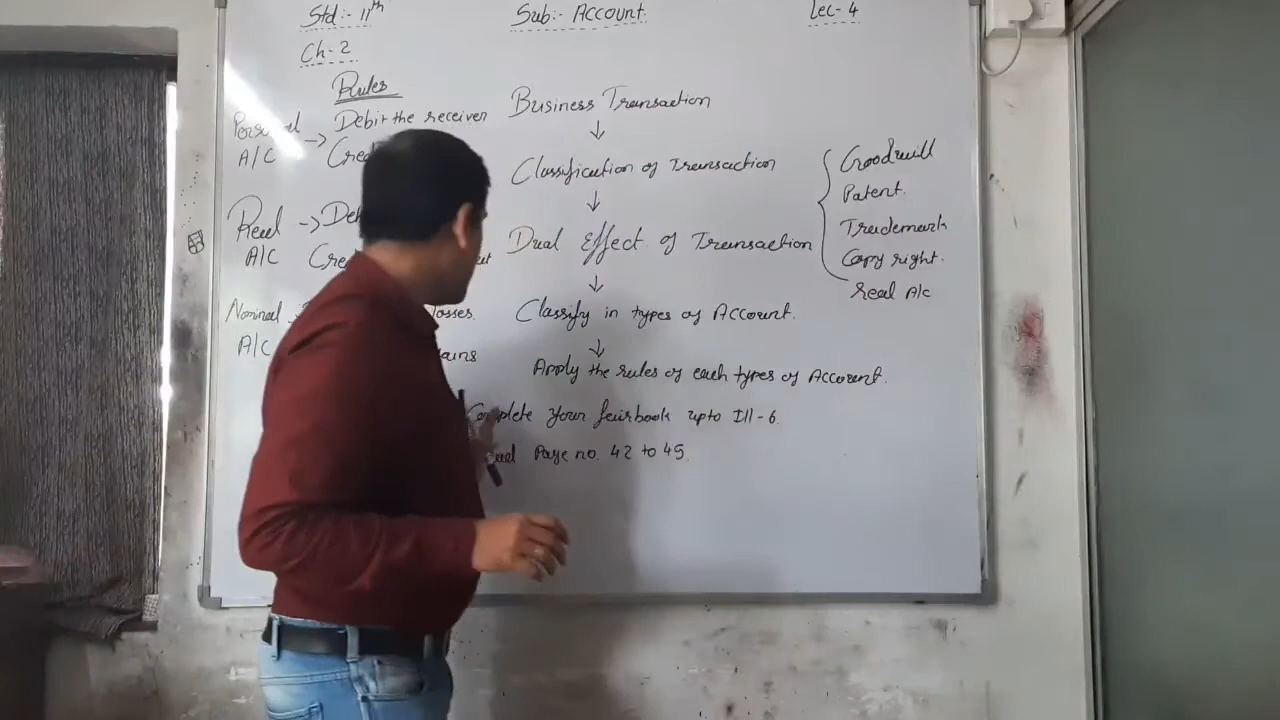 Std:- 11th
Sub:- Account.
Lec- 4
Ch- 2
Rules
Personal A/C -> Debit the receiver
Real A/C ->
Nominal A/C
losses.
Business Transaction
↓
Classification of Transaction
↓
Dual Effect of Transaction
↓
Classify in types of Account.
↓
Apply the rules of each types of Account.
Complete your fairbook upto Ill-6.
Page no. 42 to 45.
Goodwill
Patent.
Trademark
Copy right.
real A/c